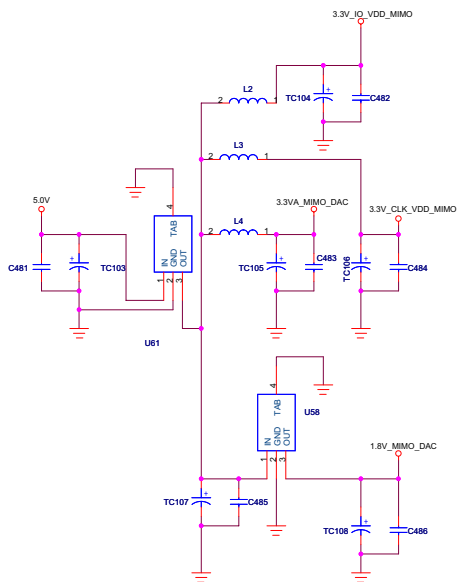 3.3V_IO_VDD_MIMO
L2
2 1
TC104 + C482
L3
2 1
4
TAB
5.0V
3.3VA_MIMO_DAC
3.3V_CLK_VDD_MIMO
L4
2 1
IN GND OUT
1 2 3
C481 + TC103
TC105 + C483
TC106 + C484
U61
4
TAB
U58
IN GND OUT
1 2 3
1.8V_MIMO_DAC
TC107 + C485
TC108 + C486